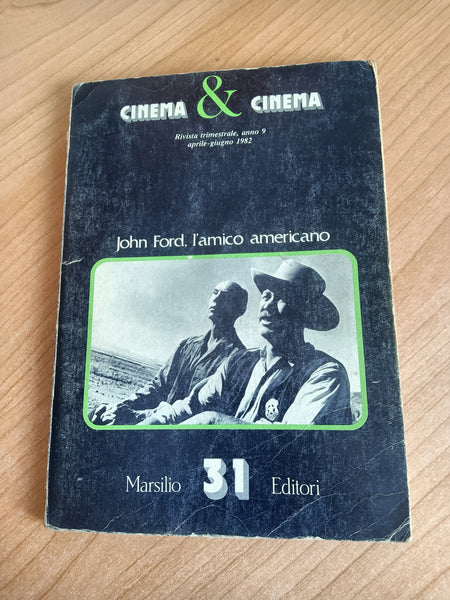 CINEMA & CINEMA
Rivista trimestrale, anno 9
aprile-giugno 1982
John Ford, l'amico americano
Marsilio 31 Editori